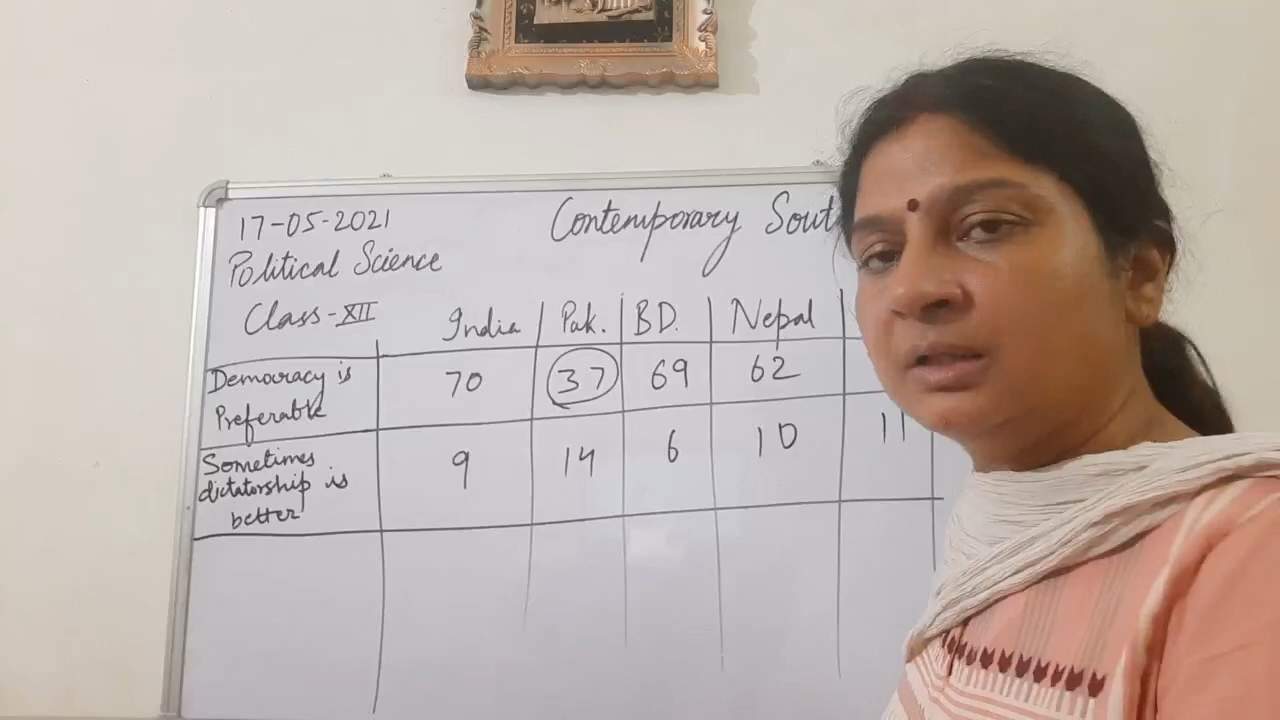 17-05-2021
Contemporary Sout
Political Science
Class-XII
India Pak. BD. Nepal
Democracy is
Preferable
70 37 69 62
Sometimes
dictatorship is
better
9 14 6 10 11